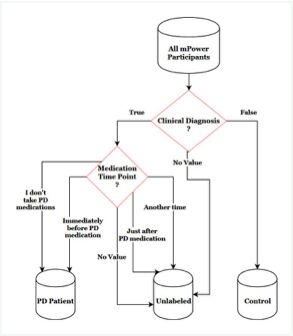 All mPower
Participants
True
Clinical Diagnosis
?
False
No Value
Medication
Time Point
?
I don't
take PD
medications
Immediately
before PD
medication
Another time
Just after
PD medication
No Value
PD Patient
Unlabeled
Control